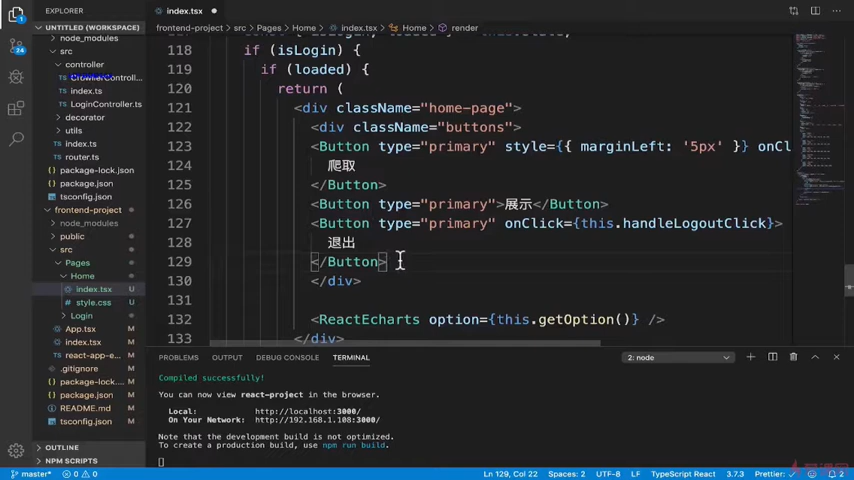 EXPLORER
UNTITLED (WORKSPACE)
node_modules
src
controller
CrowllerControll...
index.ts
LoginController.ts
decorator
utils
index.ts
router.ts
package-lock.json
package.json
tsconfig.json
frontend-project
node_modules
public
src
Pages
Home
index.tsx U
style.css U
Login
App.tsx
index.tsx
react-app-e...
.gitignore
package-lock...
package.json
README.md
tsconfig.json
OUTLINE
NPM SCRIPTS
index.tsx
frontend-project > src > Pages > Home > index.tsx > Home > render
118 if (isLogin) {
119 if (loaded) {
120 return (
121 <div className="home-page">
122 <div className="buttons">
123 <Button type="primary" style={{ marginLeft: '5px' }} onCl
124 爬取
125 </Button>
126 <Button type="primary">展示</Button>
127 <Button type="primary" onClick={this.handleLogoutClick}>
128 退出
129 </Button>
130 </div>
131
132 <ReactEcharts option={this.getOption()} />
133 </div>
PROBLEMS OUTPUT DEBUG CONSOLE TERMINAL 2: node
Compiled successfully!
You can now view react-project in the browser.
Local: http://localhost:3000/
On Your Network: http://192.168.1.108:3000/
Note that the development build is not optimized.
To create a production build, use npm run build.
master* 0 0 Ln 129, Col 22 Spaces: 2 UTF-8 LF TypeScript React 3.7.3 Prettier: ✓ 2
1
24